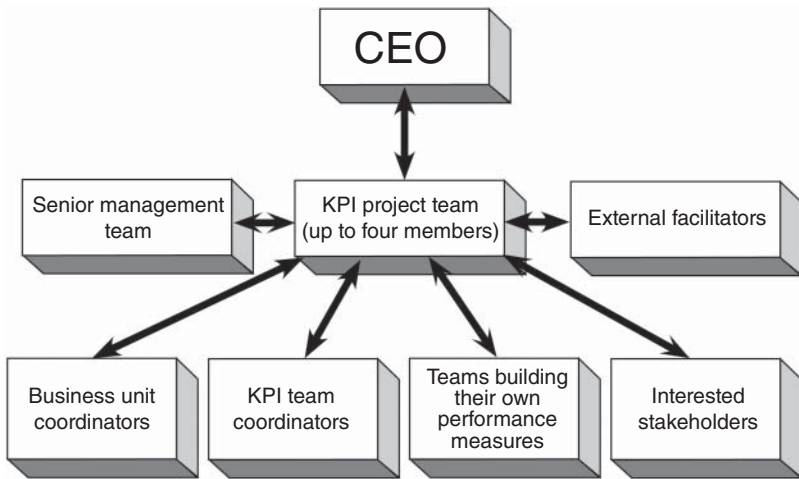 CEO
Senior management
team
KPI project team
(up to four members)
External facilitators
Business unit
coordinators
KPI team
coordinators
Teams building
their own
performance
measures
Interested
stakeholders